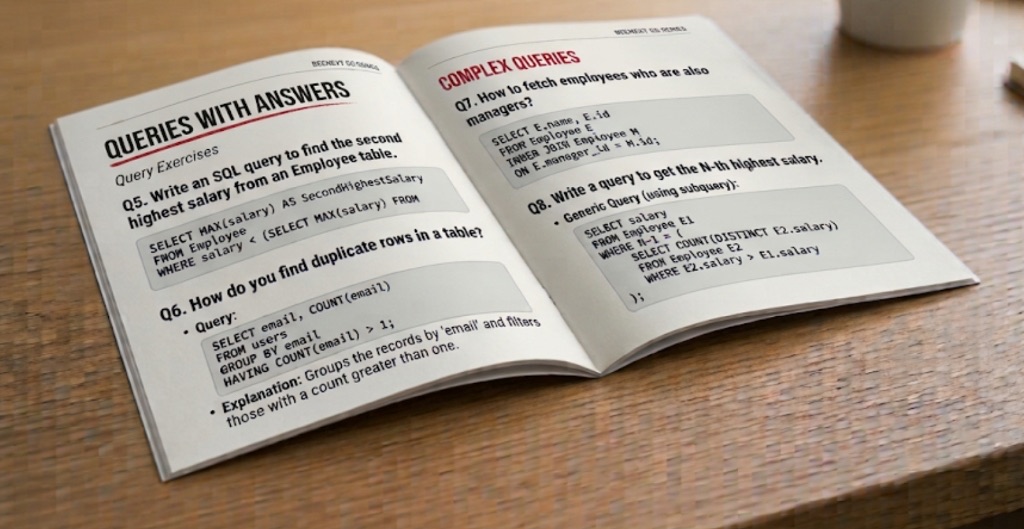 QUERIES WITH ANSWERS
Query Exercises
Q5. Write an SQL query to find the second
highest salary from an Employee table.
SELECT MAX(salary) AS SecondHighestSalary
FROM Employee
WHERE salary < (SELECT MAX(salary) FROM
Q6. How do you find duplicate rows in a table?
• Query:
SELECT email, COUNT(email)
FROM users
GROUP BY email
HAVING COUNT(email) > 1;
• Explanation: Groups the records by 'email' and filters
those with a count greater than one.
COMPLEX QUERIES
Q7. How to fetch employees who are also
managers?
SELECT E.name, E.id
FROM Employee E
INNER JOIN Employee M
ON E.manager_id = M.id;
Q8. Write a query to get the N-th highest salary.
• Generic Query (using subquery):
SELECT salary
FROM Employee E1
WHERE N-1 = (
SELECT COUNT(DISTINCT E2.salary)
FROM Employee E2
WHERE E2.salary > E1.salary
);